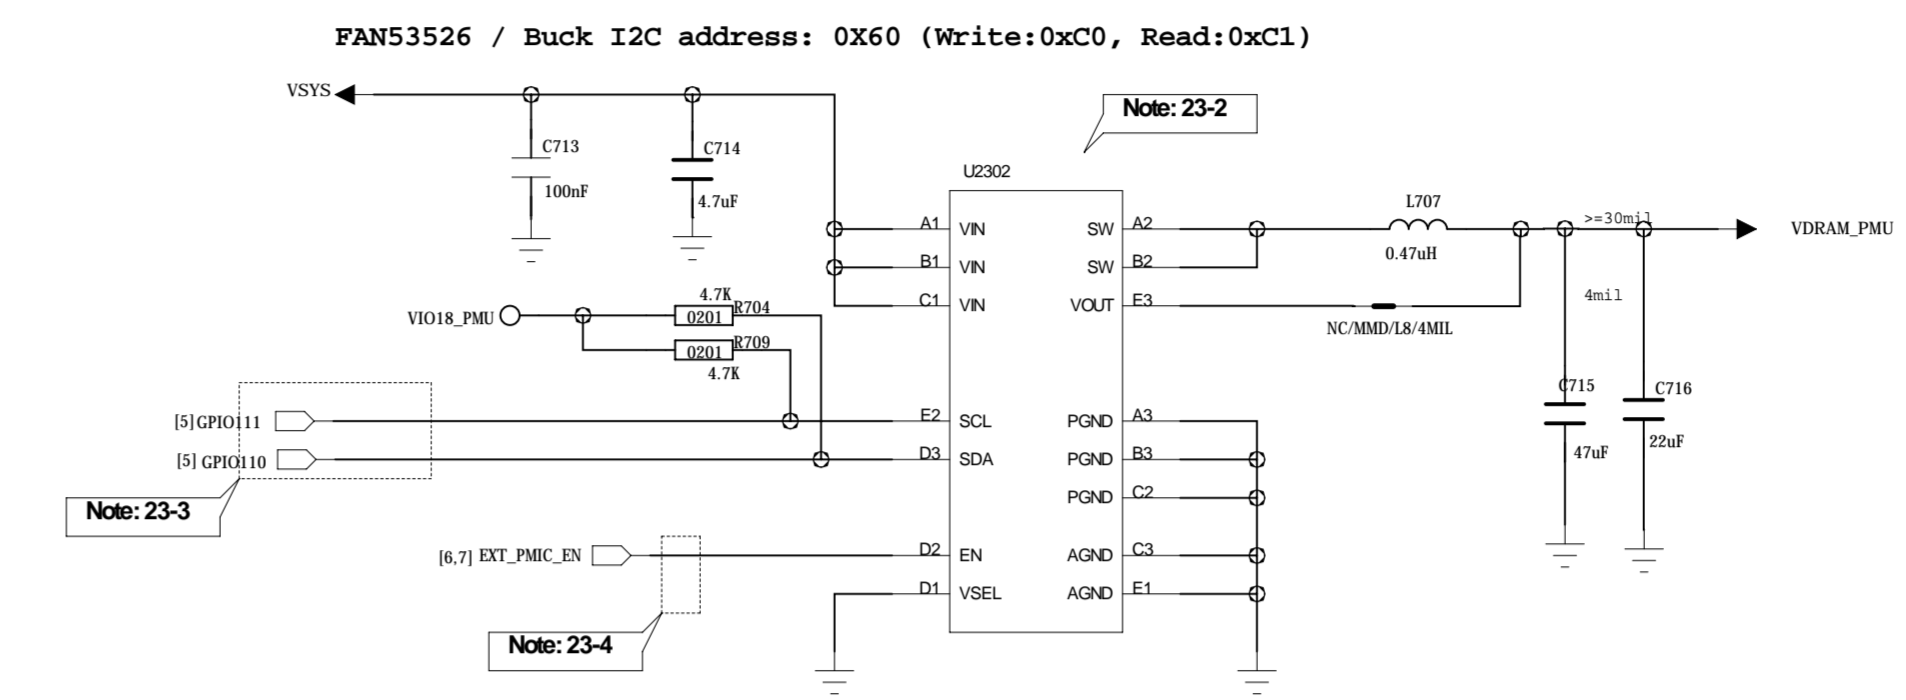 FAN53526 / Buck I2C address: 0X60 (Write:0xC0, Read:0xC1)
VSYS
Note: 23-2
C713
100nF
C714
4.7uF
U2302
A1 VIN
B1 VIN
C1 VIN
SW A2
SW B2
VOUT E3
L707
0.47uH
>=30mil
VDRAM_PMU
4mil
NC/MMD/L8/4MIL
VIO18_PMU
4.7K
0201 R704
0201 R709
4.7K
C715
47uF
C716
22uF
[5] GPIO111
[5] GPIO110
E2 SCL
D3 SDA
PGND A3
PGND B3
PGND C2
Note: 23-3
[6,7] EXT_PMIC_EN
D2 EN
D1 VSEL
AGND C3
AGND E1
Note: 23-4